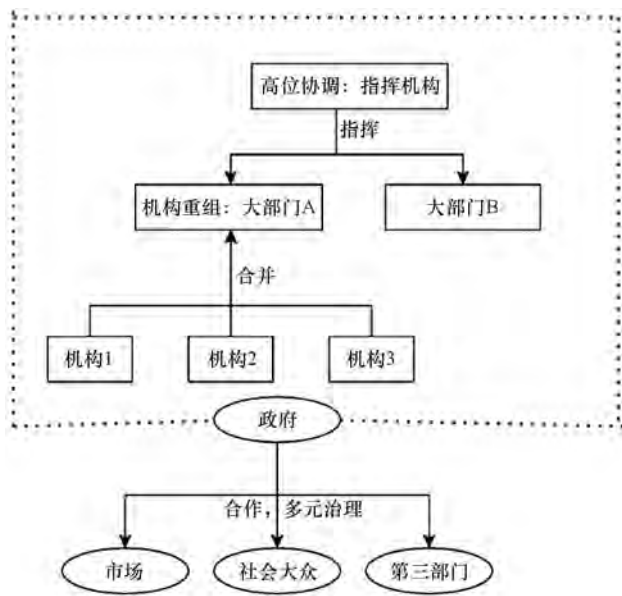 高位协调：指挥机构
指挥
机构重组：大部门A
大部门B
合并
机构1
机构2
机构3
政府
合作，多元治理
市场
社会大众
第三部门